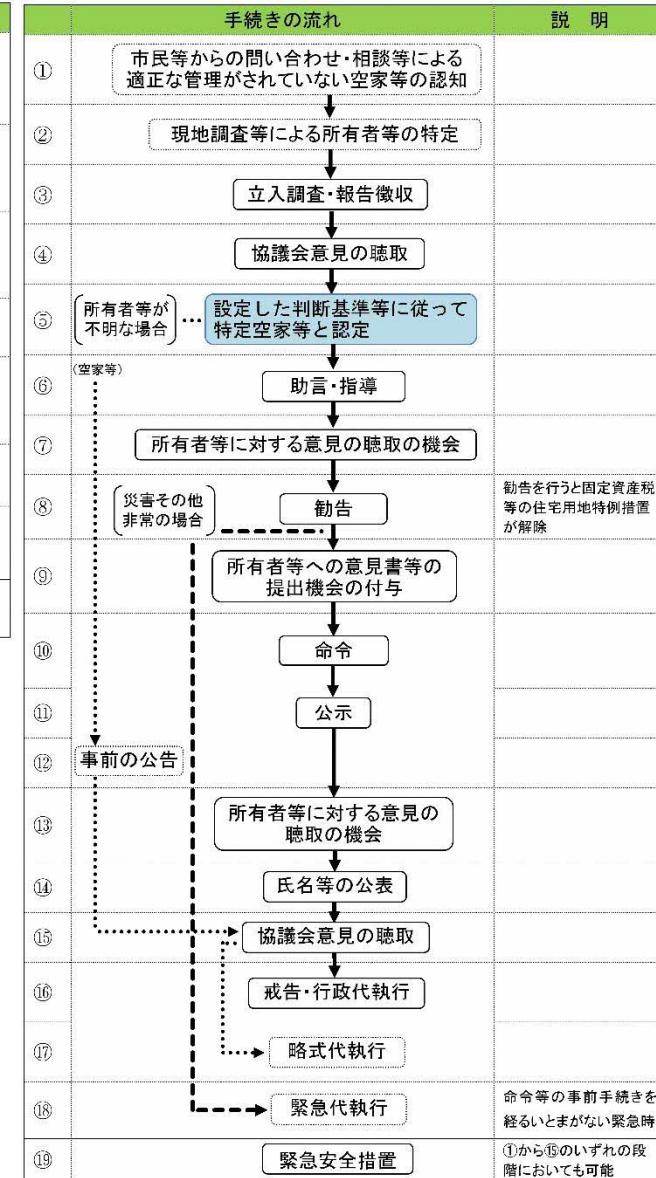 手続きの流れ
説 明
①
市民等からの問い合わせ・相談等による
適正な管理がされていない空家等の認知
②
現地調査等による所有者等の特定
③
立入調査・報告徴収
④
協議会意見の聴取
⑤
所有者等が
不明な場合
…
設定した判断基準等に従って
特定空家等と認定
⑥
(空家等)
助言・指導
⑦
所有者等に対する意見の聴取の機会
⑧
災害その他
非常の場合
勧告
勧告を行うと固定資産税
等の住宅用地特例措置
が解除
⑨
所有者等への意見書等の
提出機会の付与
⑩
命令
⑪
公示
⑫
事前の公告
⑬
所有者等に対する意見の
聴取の機会
⑭
氏名等の公表
⑮
協議会意見の聴取
⑯
戒告・行政代執行
⑰
略式代執行
⑱
緊急代執行
命令等の事前手続きを
経るいとまがない緊急時
⑲
緊急安全措置
①から⑮のいずれの段
階においても可能